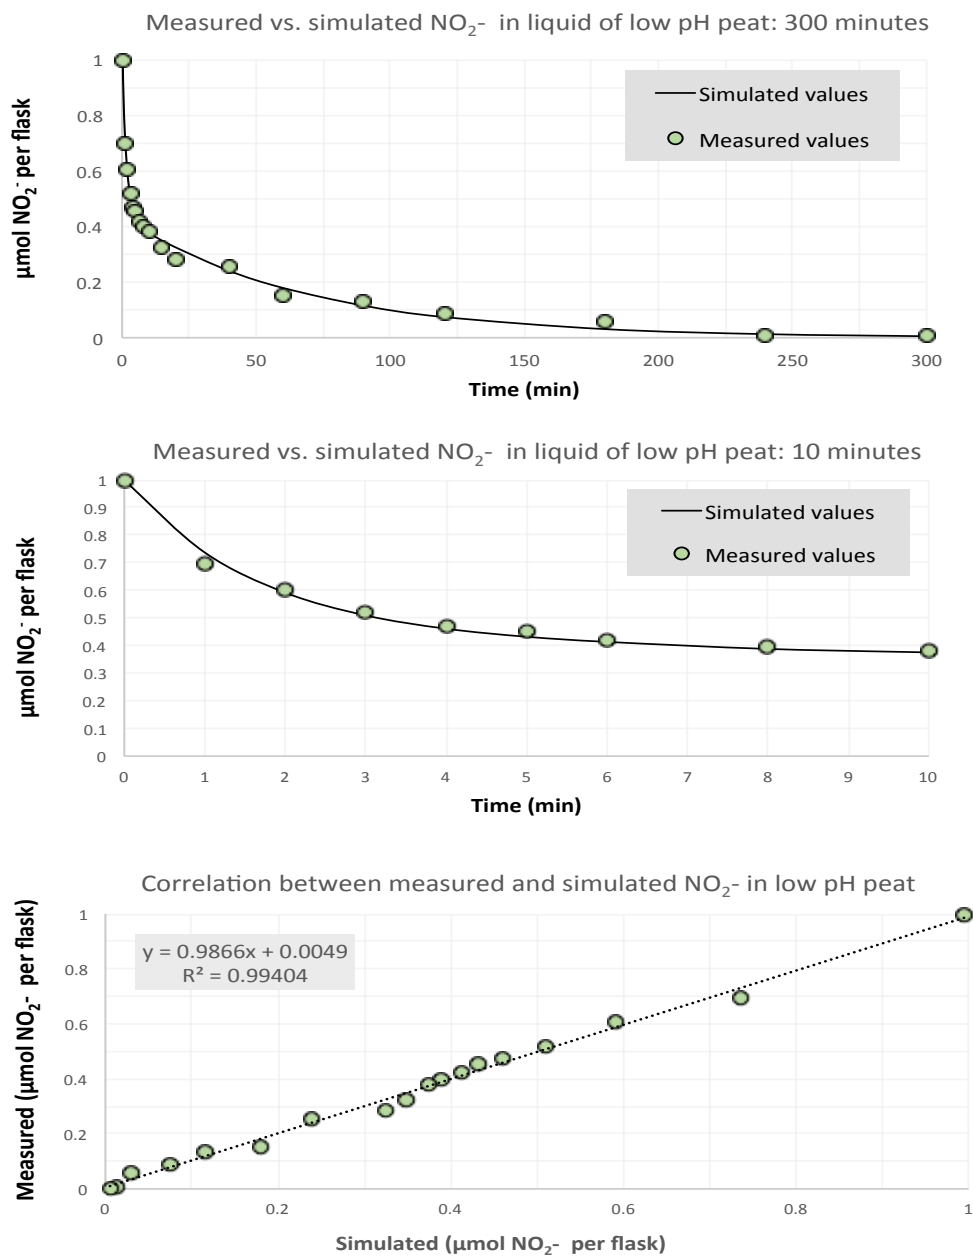 Measured vs. simulated NO₂- in liquid of low pH peat: 300 minutes
1
0.8
0.6
0.4
0.2
0
µmol NO₂⁻ per flask
Simulated values
Measured values
0 50 100 150 200 250 300
Time (min)
Measured vs. simulated NO₂- in liquid of low pH peat: 10 minutes
1
0.9
0.8
0.7
0.6
0.5
0.4
0.3
0.2
0.1
0
µmol NO₂⁻ per flask
Simulated values
Measured values
0 1 2 3 4 5 6 7 8 9 10
Time (min)
Correlation between measured and simulated NO₂- in low pH peat
1
0.8
0.6
0.4
0.2
0
Measured (µmol NO₂- per flask)
y = 0.9866x + 0.0049
R² = 0.99404
0 0.2 0.4 0.6 0.8 1
Simulated (µmol NO₂- per flask)